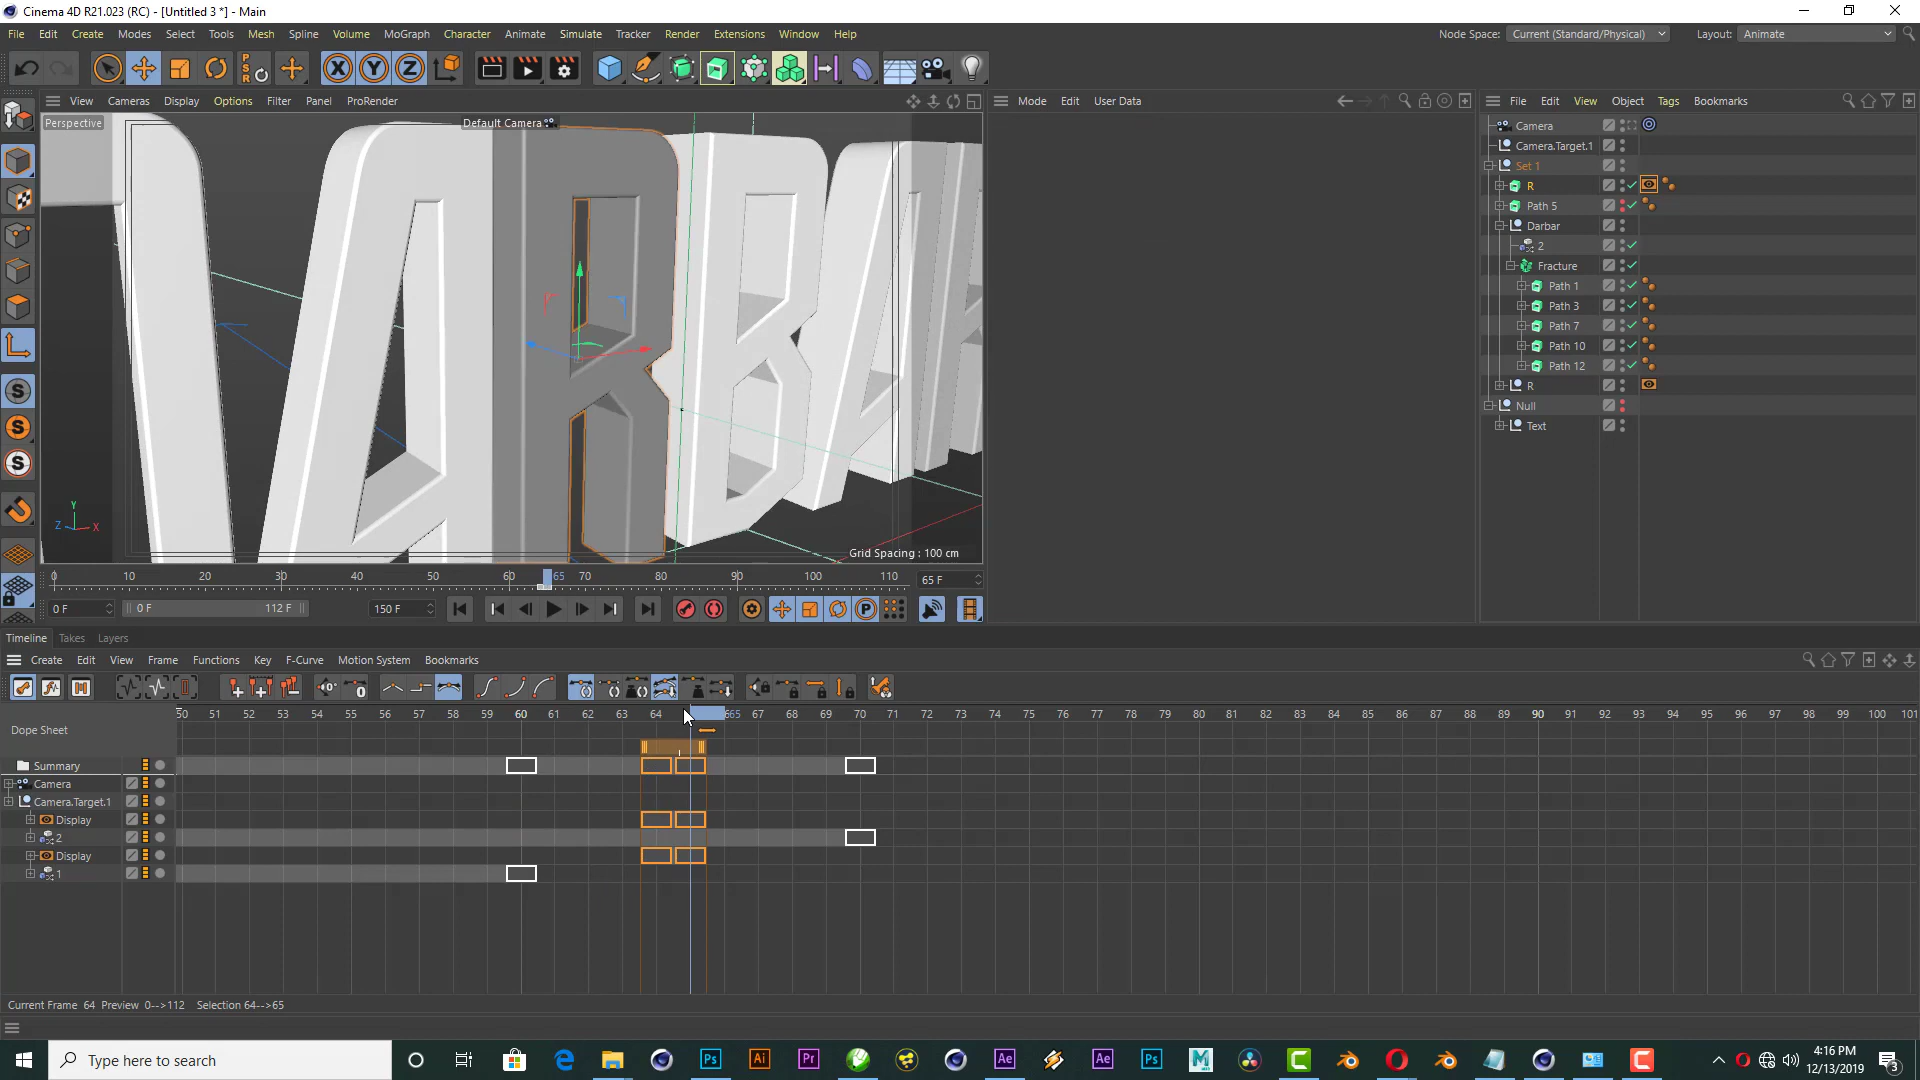 Cinema 4D R21.023 (RC) - [Untitled 3 *] - Main
File Edit Create Modes Select Tools Mesh Spline Volume MoGraph Character Animate Simulate Tracker Render Extensions Window Help
Node Space: Current (Standard/Physical) Layout: Animate
View Cameras Display Options Filter Panel ProRender
Mode Edit User Data
File Edit View Object Tags Bookmarks
Perspective
Default Camera
Camera
Camera.Target.1
Set 1
R
Path 5
Darbar
2
Fracture
Path 1
Path 3
Path 7
Path 10
Path 12
R
Null
Text
Grid Spacing : 100 cm
0 10 20 30 40 50 60 65 70 80 90 100 110 65 F
0 F 0 F 112 F 150 F
Timeline Takes Layers
Create Edit View Frame Functions Key F-Curve Motion System Bookmarks
50 51 52 53 54 55 56 57 58 59 60 61 62 63 64 665 67 68 69 70 71 72 73 74 75 76 77 78 79 80 81 82 83 84 85 86 87 88 89 90 91 92 93 94 95 96 97 98 99 100 101
Dope Sheet
Summary
Camera
Camera.Target.1
Display
2
Display
1
Current Frame 64 Preview 0-->112 Selection 64-->65
Type here to search
4:16 PM
12/13/2019
3